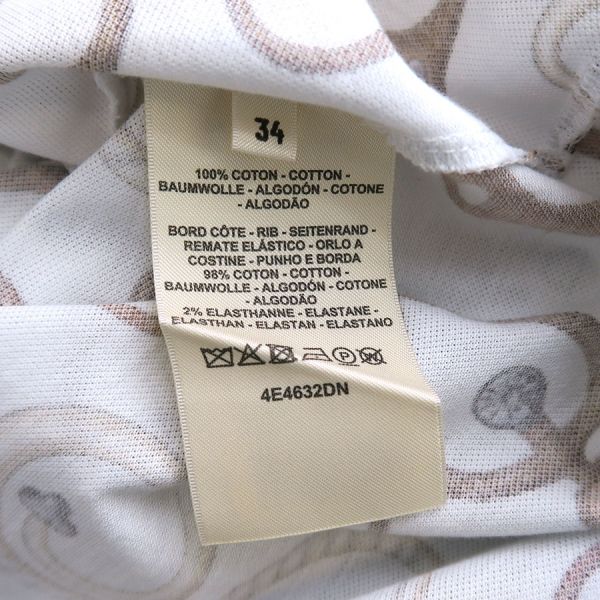 34
100% COTON - COTTON -
BAUMWOLLE - ALGODÓN - COTONE
- ALGODÃO
BORD CÔTE - RIB - SEITENRAND -
REMATE ELÁSTICO - ORLO A
COSTINE - PUNHO E BORDA
98% COTON - COTTON -
BAUMWOLLE - ALGODÓN - COTONE
- ALGODÃO
2% ELASTHANNE - ELASTANE -
ELASTHAN - ELASTAN - ELASTANO
4E4632DN